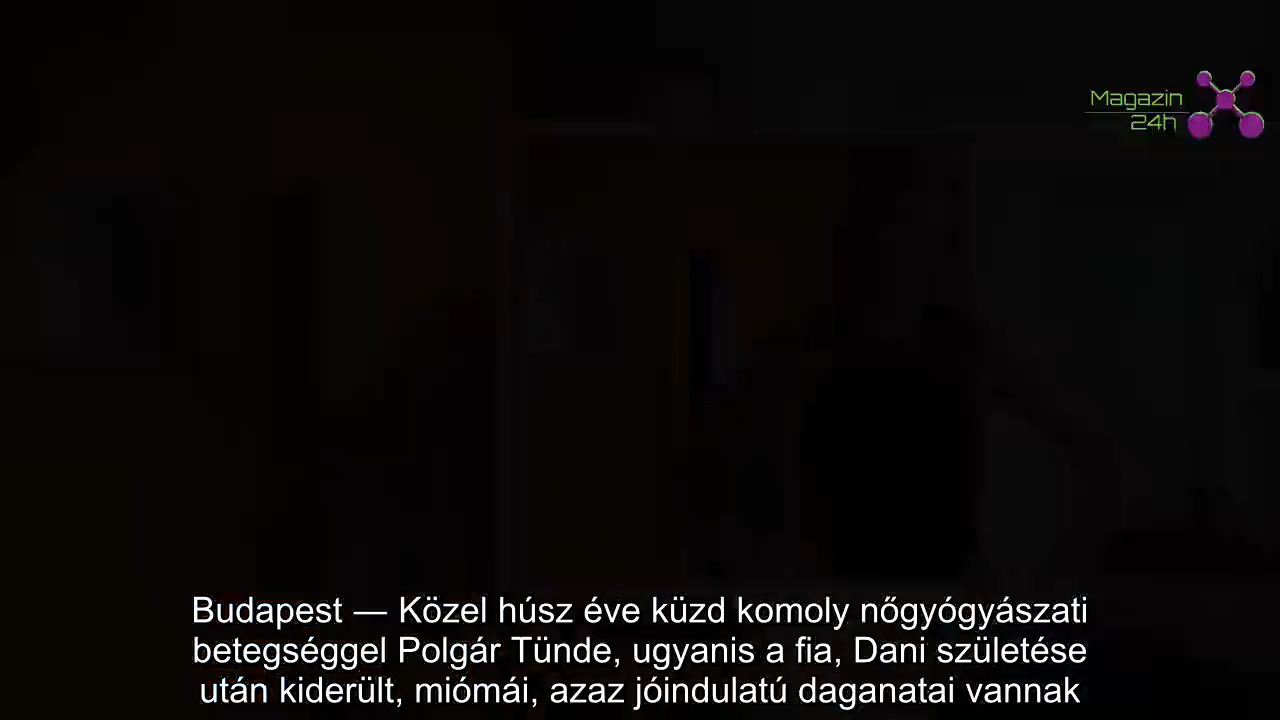 Magazin
24h
Budapest — Közel húsz éve küzd komoly nőgyógyászati
betegséggel Polgár Tünde, ugyanis a fia, Dani születése
után kiderült, miómái, azaz jóindulatú daganatai vannak